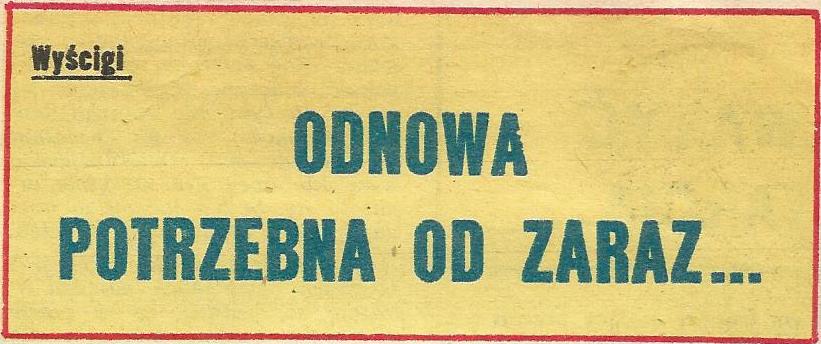 Wyścigi
ODNOWA
POTRZEBNA OD ZARAZ...